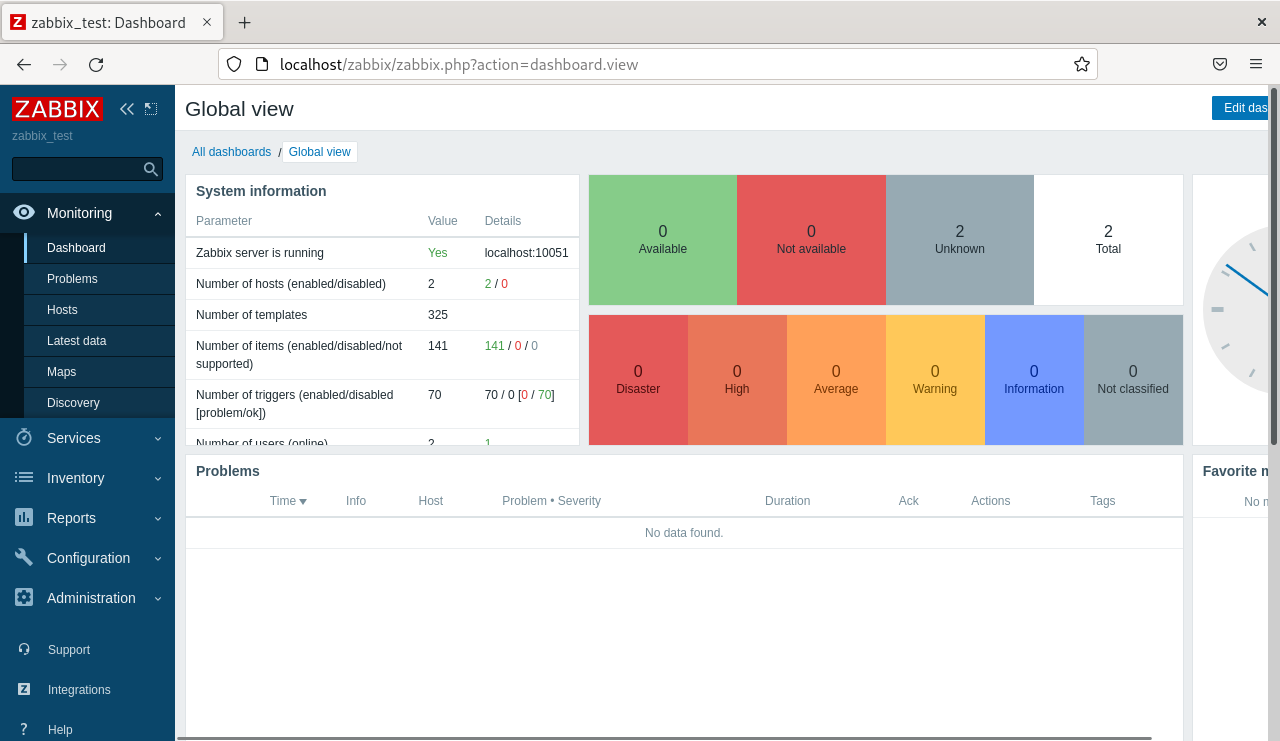 zabbix_test: Dashboard
localhost/zabbix/zabbix.php?action=dashboard.view
ZABBIX
zabbix_test
Monitoring
Dashboard
Problems
Hosts
Latest data
Maps
Discovery
Services
Inventory
Reports
Configuration
Administration
Support
Integrations
Help
Global view
Edit das
All dashboards / Global view
System information
Parameter Value Details
Zabbix server is running Yes localhost:10051
Number of hosts (enabled/disabled) 2 2 / 0
Number of templates 325
Number of items (enabled/disabled/not supported) 141 141 / 0 / 0
Number of triggers (enabled/disabled [problem/ok]) 70 70 / 0 [0 / 70]
Number of users (online) 2 1
0 Available
0 Not available
2 Unknown
2 Total
0 Disaster
0 High
0 Average
0 Warning
0 Information
0 Not classified
Problems
Time Info Host Problem • Severity Duration Ack Actions Tags
No data found.
Favorite m
No m